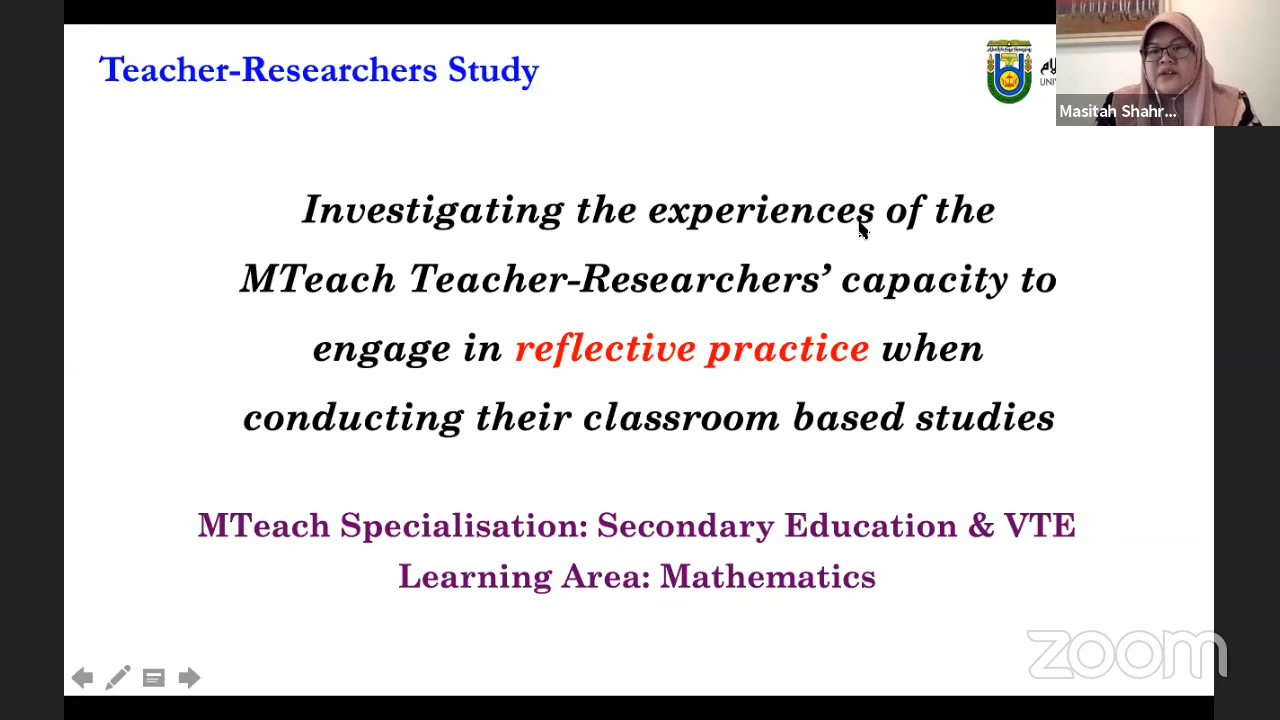 Teacher-Researchers Study
Masitah Shahr...
Investigating the experiences of the
MTeach Teacher-Researchers’ capacity to
engage in reflective practice when
conducting their classroom based studies
MTeach Specialisation: Secondary Education & VTE
Learning Area: Mathematics
zoom